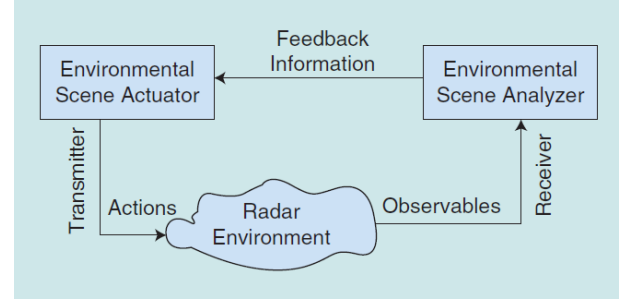 Feedback
Information
Environmental
Scene Actuator
Environmental
Scene Analyzer
Transmitter
Actions
Radar
Environment
Observables
Receiver